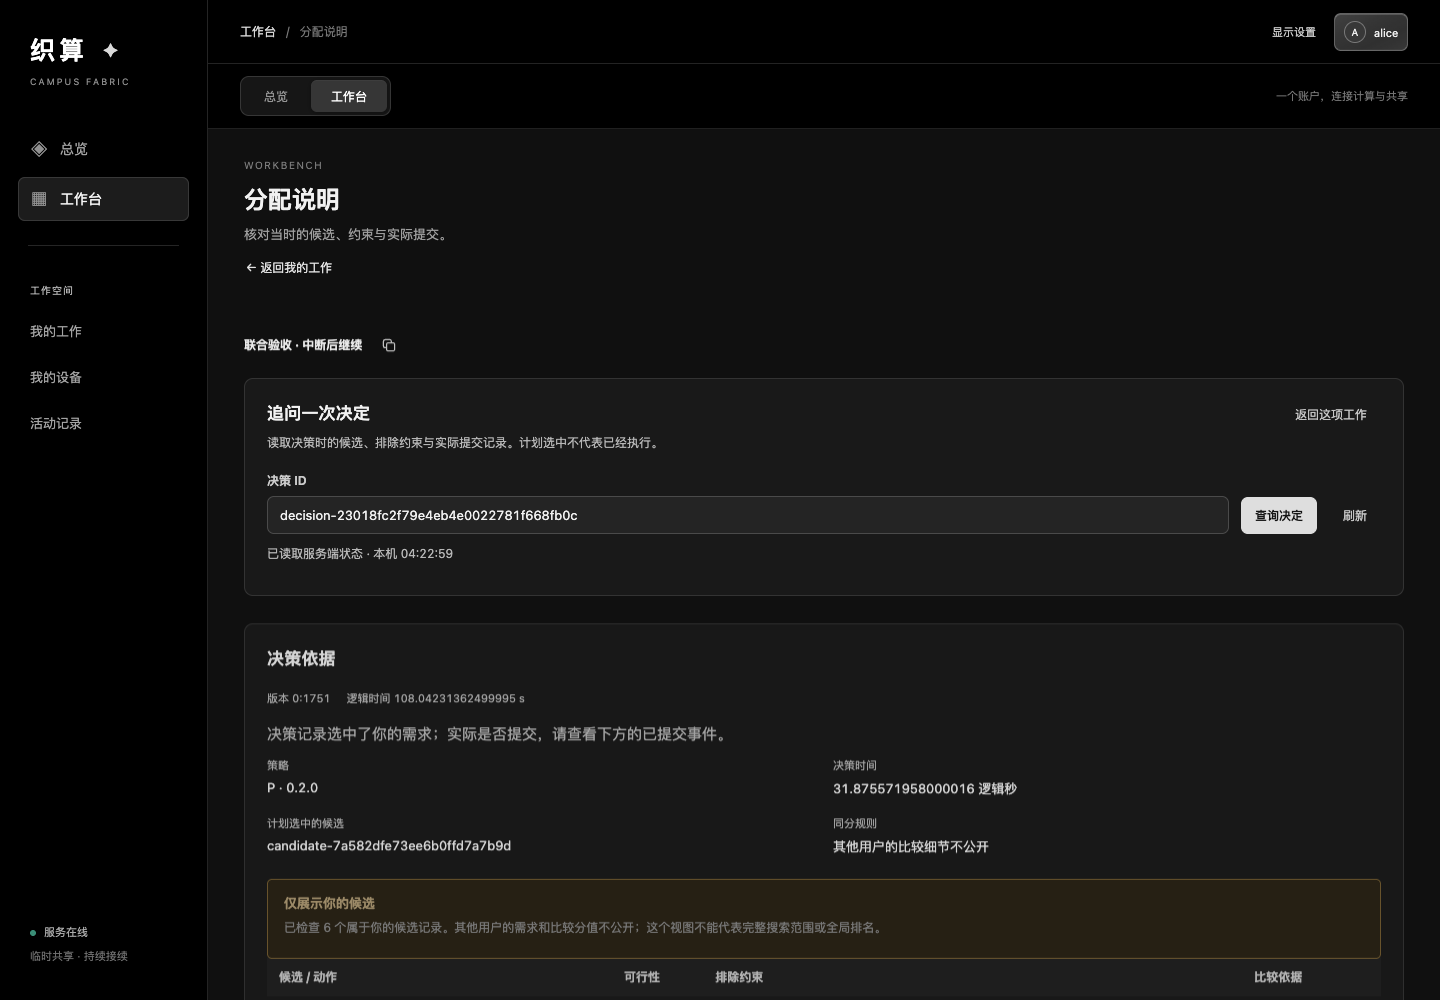 织算
CAMPUS FABRIC
总览
工作台
工作空间
我的工作
我的设备
活动记录
服务在线
临时共享 · 持续接续
工作台 / 分配说明
显示设置
A alice
总览 工作台
一个账户，连接计算与共享
WORKBENCH
分配说明
核对当时的候选、约束与实际提交。
← 返回我的工作
联合验收 · 中断后继续
追问一次决定
返回这项工作
读取决策时的候选、排除约束与实际提交记录。计划选中不代表已经执行。
决策 ID
decision-23018fc2f79e4eb4e0022781f668fb0c
查询决定
刷新
已读取服务端状态 · 本机 04:22:59
决策依据
版本 0:1751 逻辑时间 108.04231362499995 s
决策记录选中了你的需求；实际是否提交，请查看下方的已提交事件。
策略
P · 0.2.0
决策时间
31.875571958000016 逻辑秒
计划选中的候选
candidate-7a582dfe73ee6b0ffd7a7b9d
同分规则
其他用户的比较细节不公开
仅展示你的候选
已检查 6 个属于你的候选记录。其他用户的需求和比较分值不公开；这个视图不能代表完整搜索范围或全局排名。
候选 / 动作 可行性 排除约束 比较依据